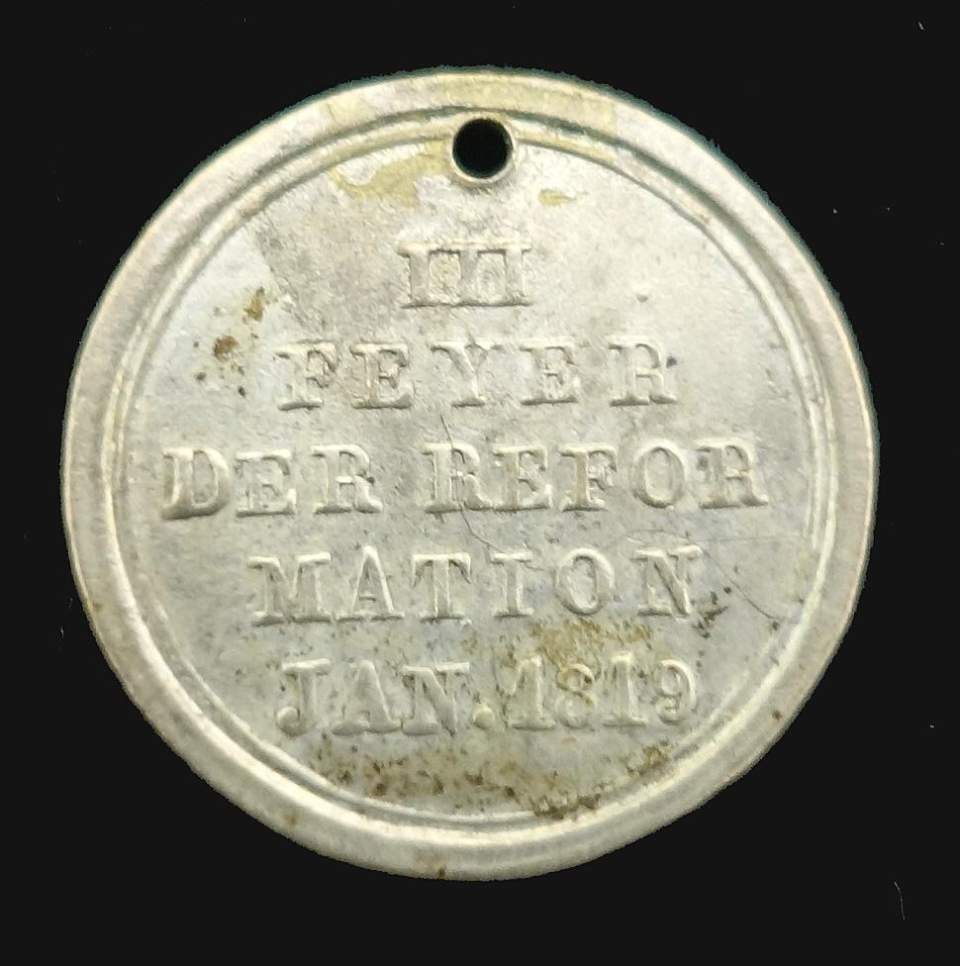 III
FEYER
DER REFOR
MATION
JAN. 1819